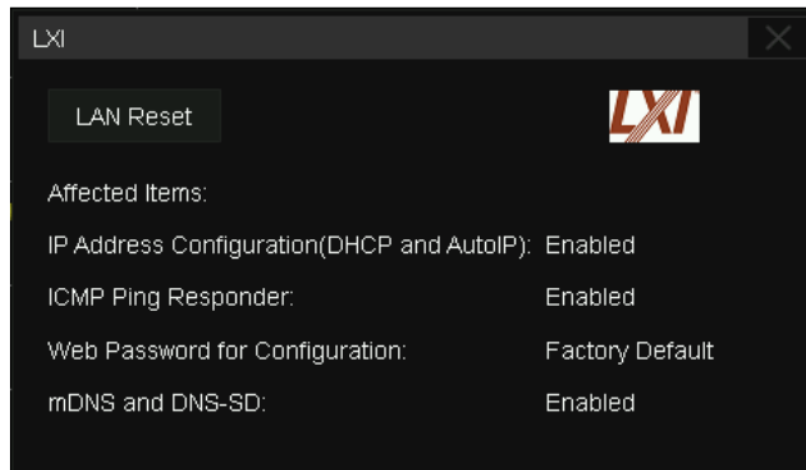 LXI
LAN Reset
LXI
Affected Items:
IP Address Configuration(DHCP and AutoIP): Enabled
ICMP Ping Responder: Enabled
Web Password for Configuration: Factory Default
mDNS and DNS-SD: Enabled